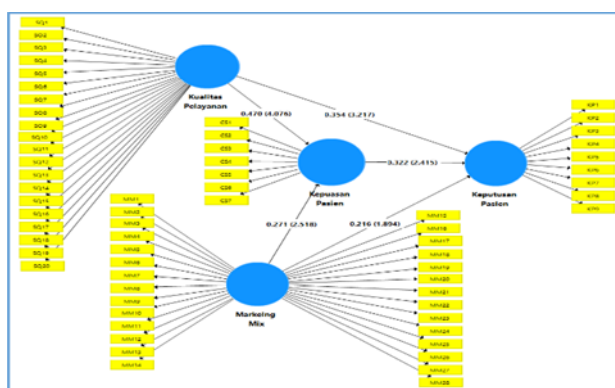 SQ1
SQ2
SQ3
SQ4
SQ5
SQ6
SQ7
SQ8
SQ9
SQ10
SQ11
SQ12
SQ13
SQ14
SQ15
SQ16
SQ17
SQ18
SQ19
SQ20
Kualitas
Pelayanan
0.470 (4.076)
0.354 (3.217)
CS1
CS2
CS3
CS4
CS5
CS6
CS7
Kepuasan
Pasien
0.322 (2.415)
KP1
KP2
KP3
KP4
KP5
KP6
KP7
KP8
KP9
Keputusan
Pasien
0.271 (2.518)
0.216 (1.894)
MM1
MM2
MM3
MM4
MM5
MM6
MM7
MM8
MM9
MM10
MM11
MM12
MM13
MM14
Markeing
Mix
MM15
MM16
MM17
MM18
MM19
MM20
MM21
MM22
MM23
MM24
MM25
MM26
MM27
MM28